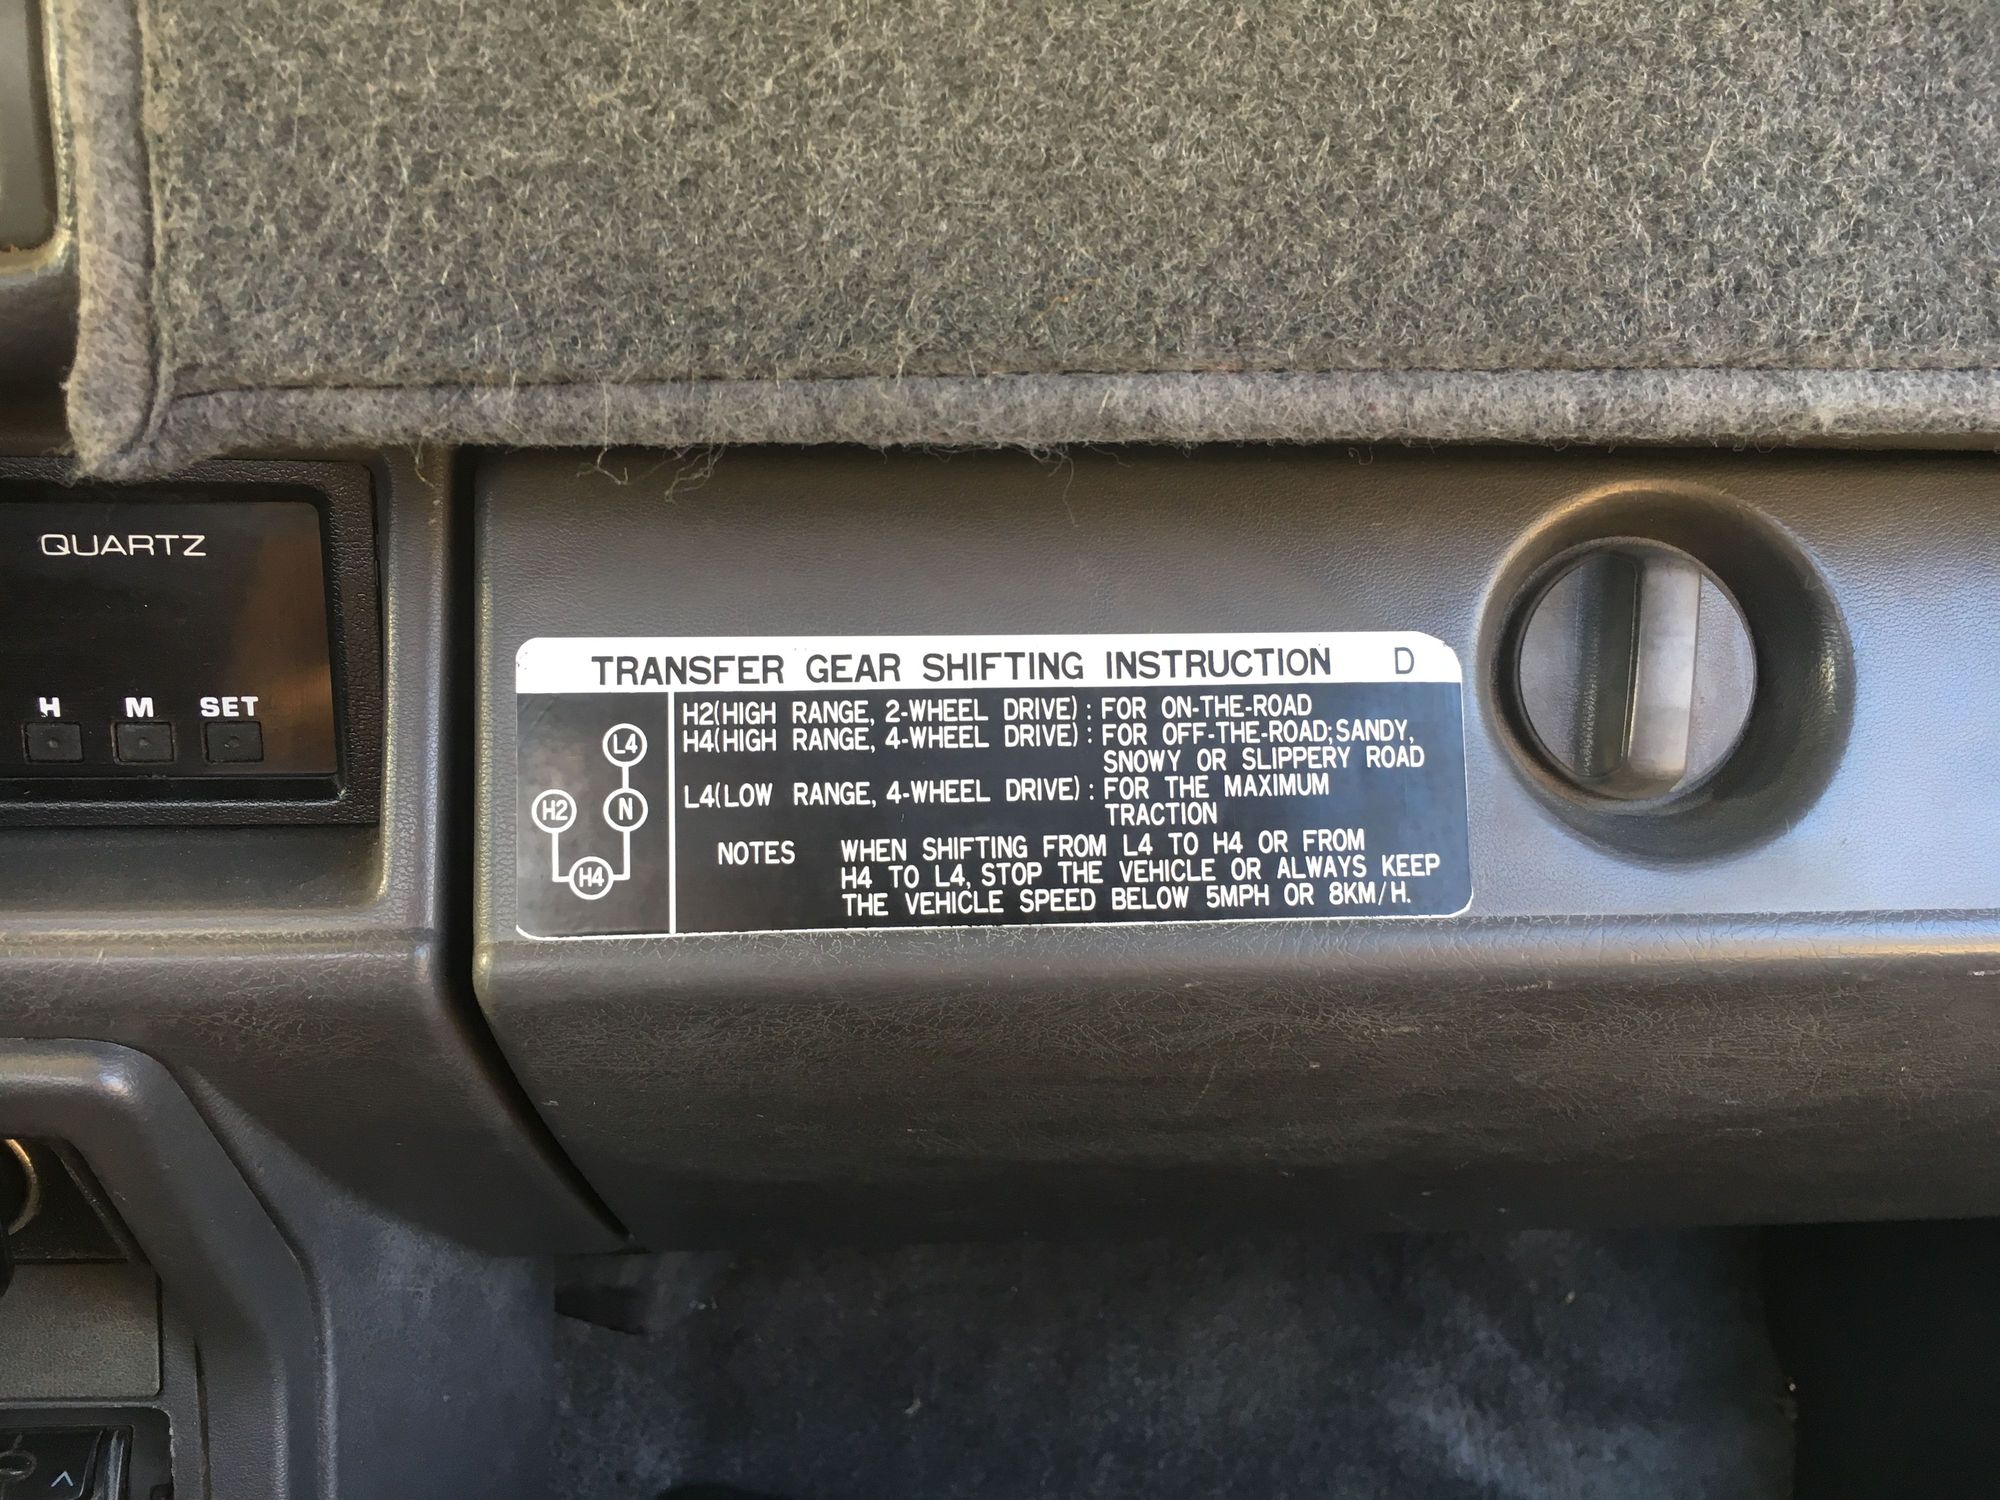 QUARTZ
H M SET
TRANSFER GEAR SHIFTING INSTRUCTION D
L4
H2 N
H4
H2(HIGH RANGE, 2-WHEEL DRIVE) : FOR ON-THE-ROAD
H4(HIGH RANGE, 4-WHEEL DRIVE) : FOR OFF-THE-ROAD;SANDY,
SNOWY OR SLIPPERY ROAD
L4(LOW RANGE, 4-WHEEL DRIVE) : FOR THE MAXIMUM
TRACTION
NOTES WHEN SHIFTING FROM L4 TO H4 OR FROM
H4 TO L4, STOP THE VEHICLE OR ALWAYS KEEP
THE VEHICLE SPEED BELOW 5MPH OR 8KM/H.